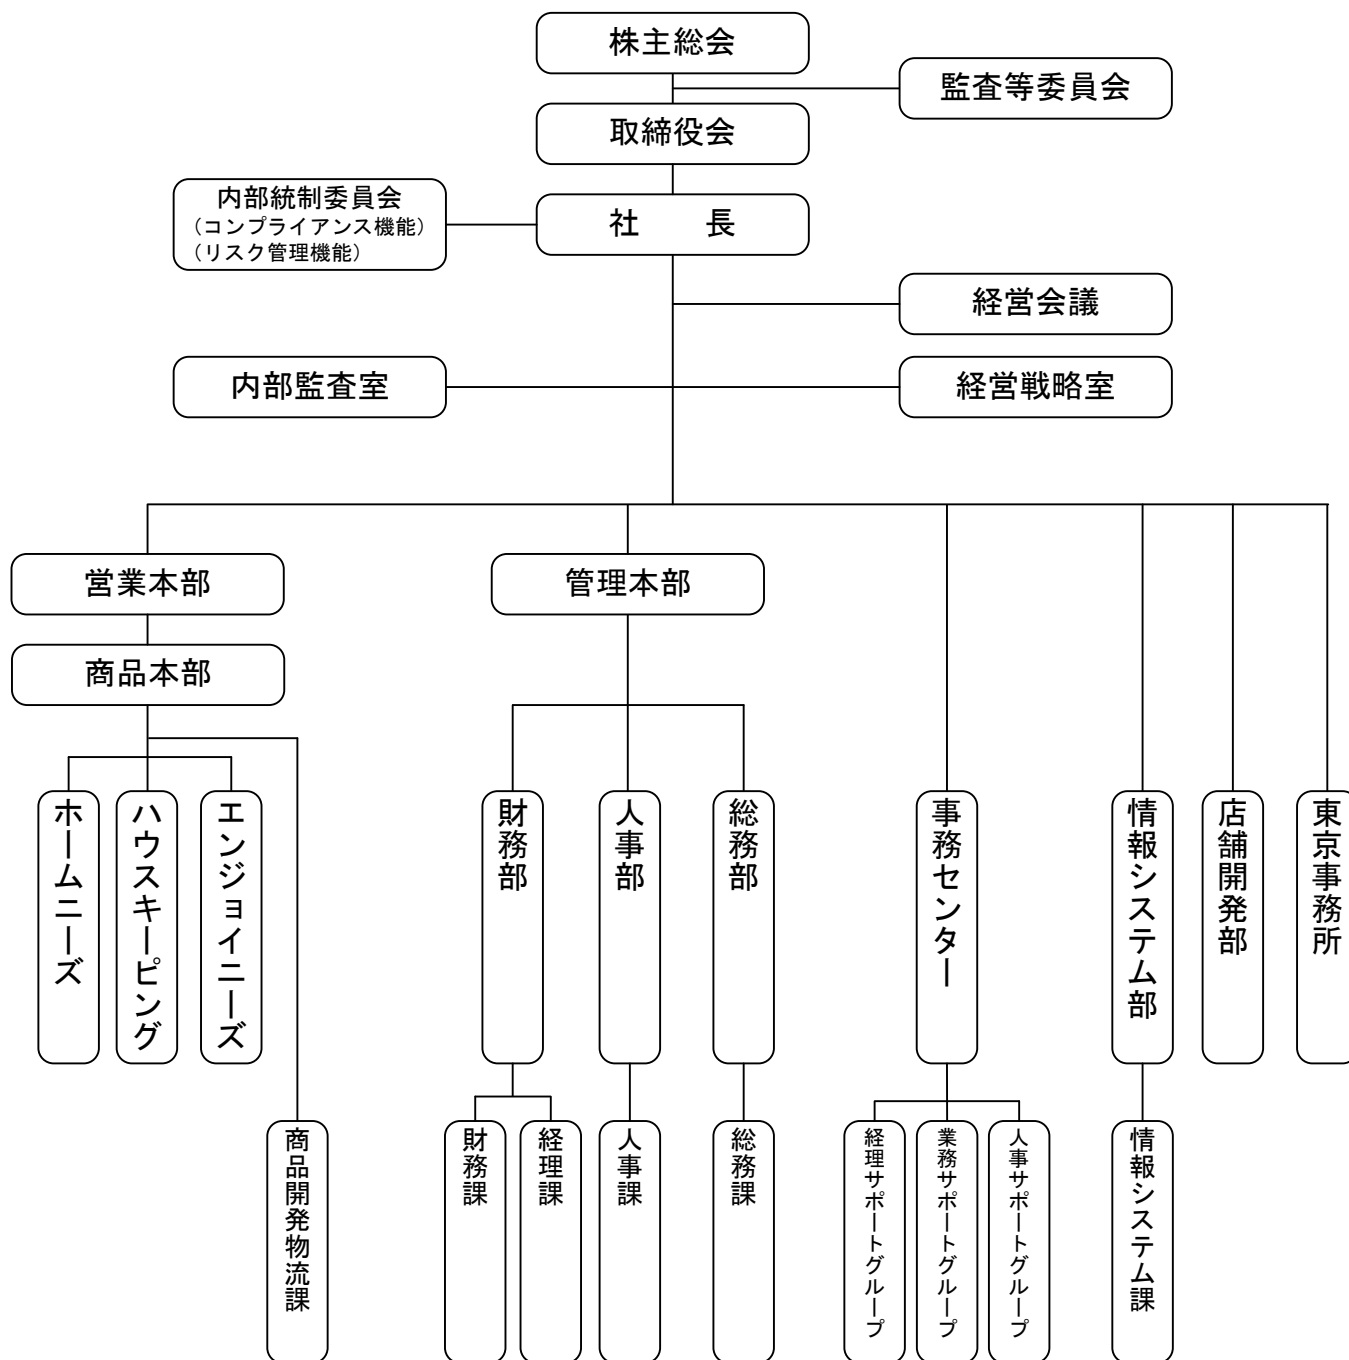 株主総会
監査等委員会
取締役会
内部統制委員会
（コンプライアンス機能）
（リスク管理機能）
社　　長
経営会議
内部監査室
経営戦略室
営業本部
管理本部
商品本部
ホームニーズ
ハウスキーピング
エンジョイニーズ
財務部
人事部
総務部
事務センター
情報システム部
店舗開発部
東京事務所
商品開発物流課
財務課
経理課
人事課
総務課
経理サポートグループ
業務サポートグループ
人事サポートグループ
情報システム課